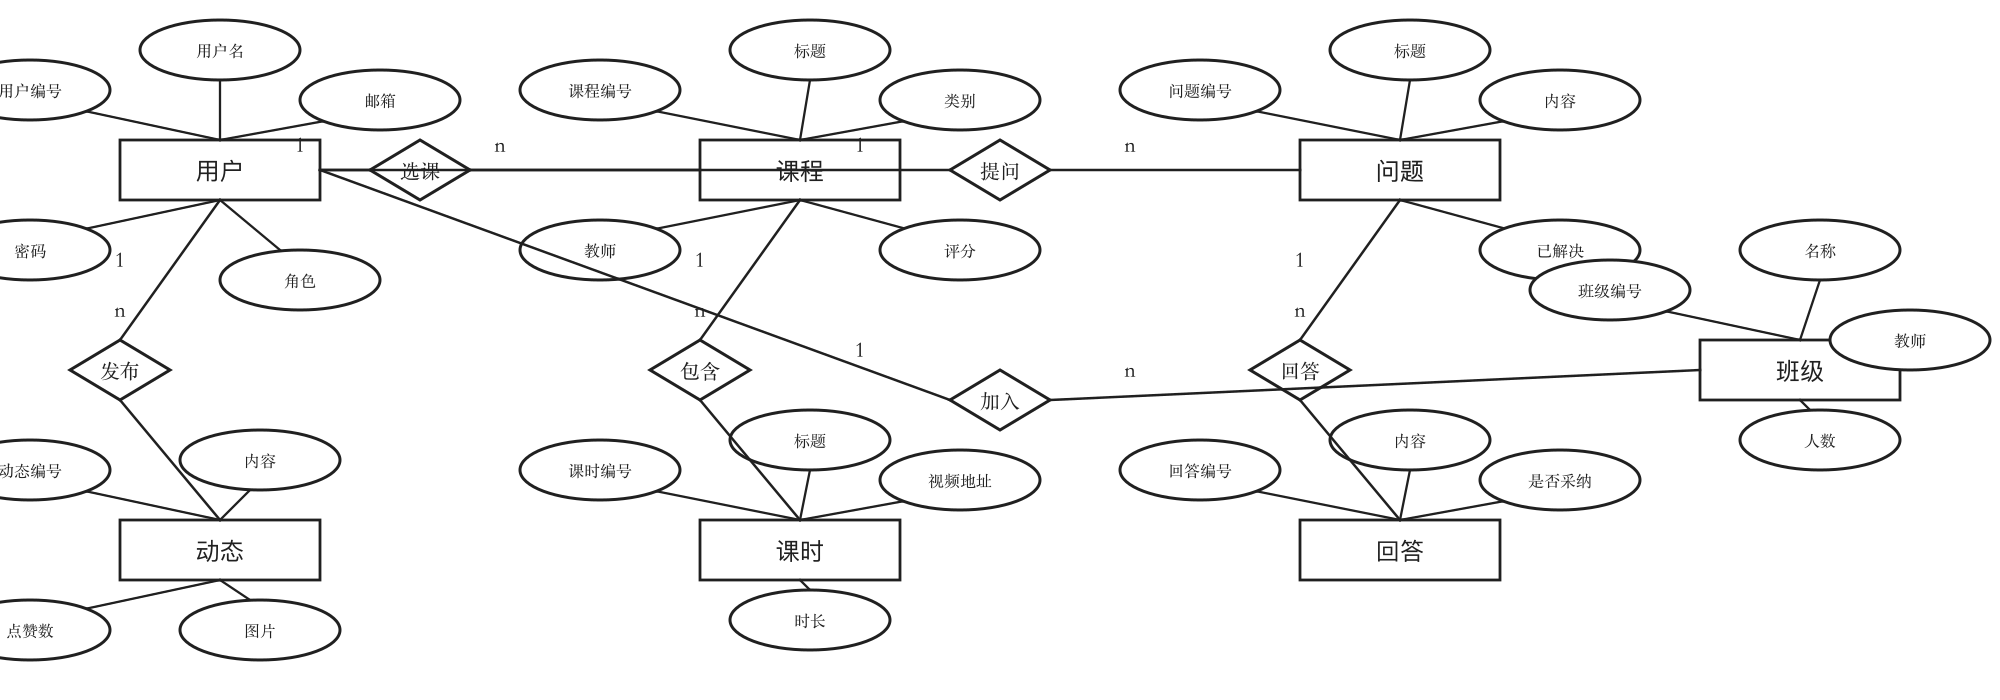 用户名
标题
标题
用户编号
课程编号
问题编号
邮箱
类别
内容
1
n
1
n
用户
选课
课程
提问
问题
密码
教师
评分
已解决
名称
1
1
1
角色
班级编号
n
n
n
教师
1
发布
包含
n
回答
班级
加入
标题
内容
人数
内容
动态编号
课时编号
视频地址
回答编号
是否采纳
动态
课时
回答
点赞数
图片
时长